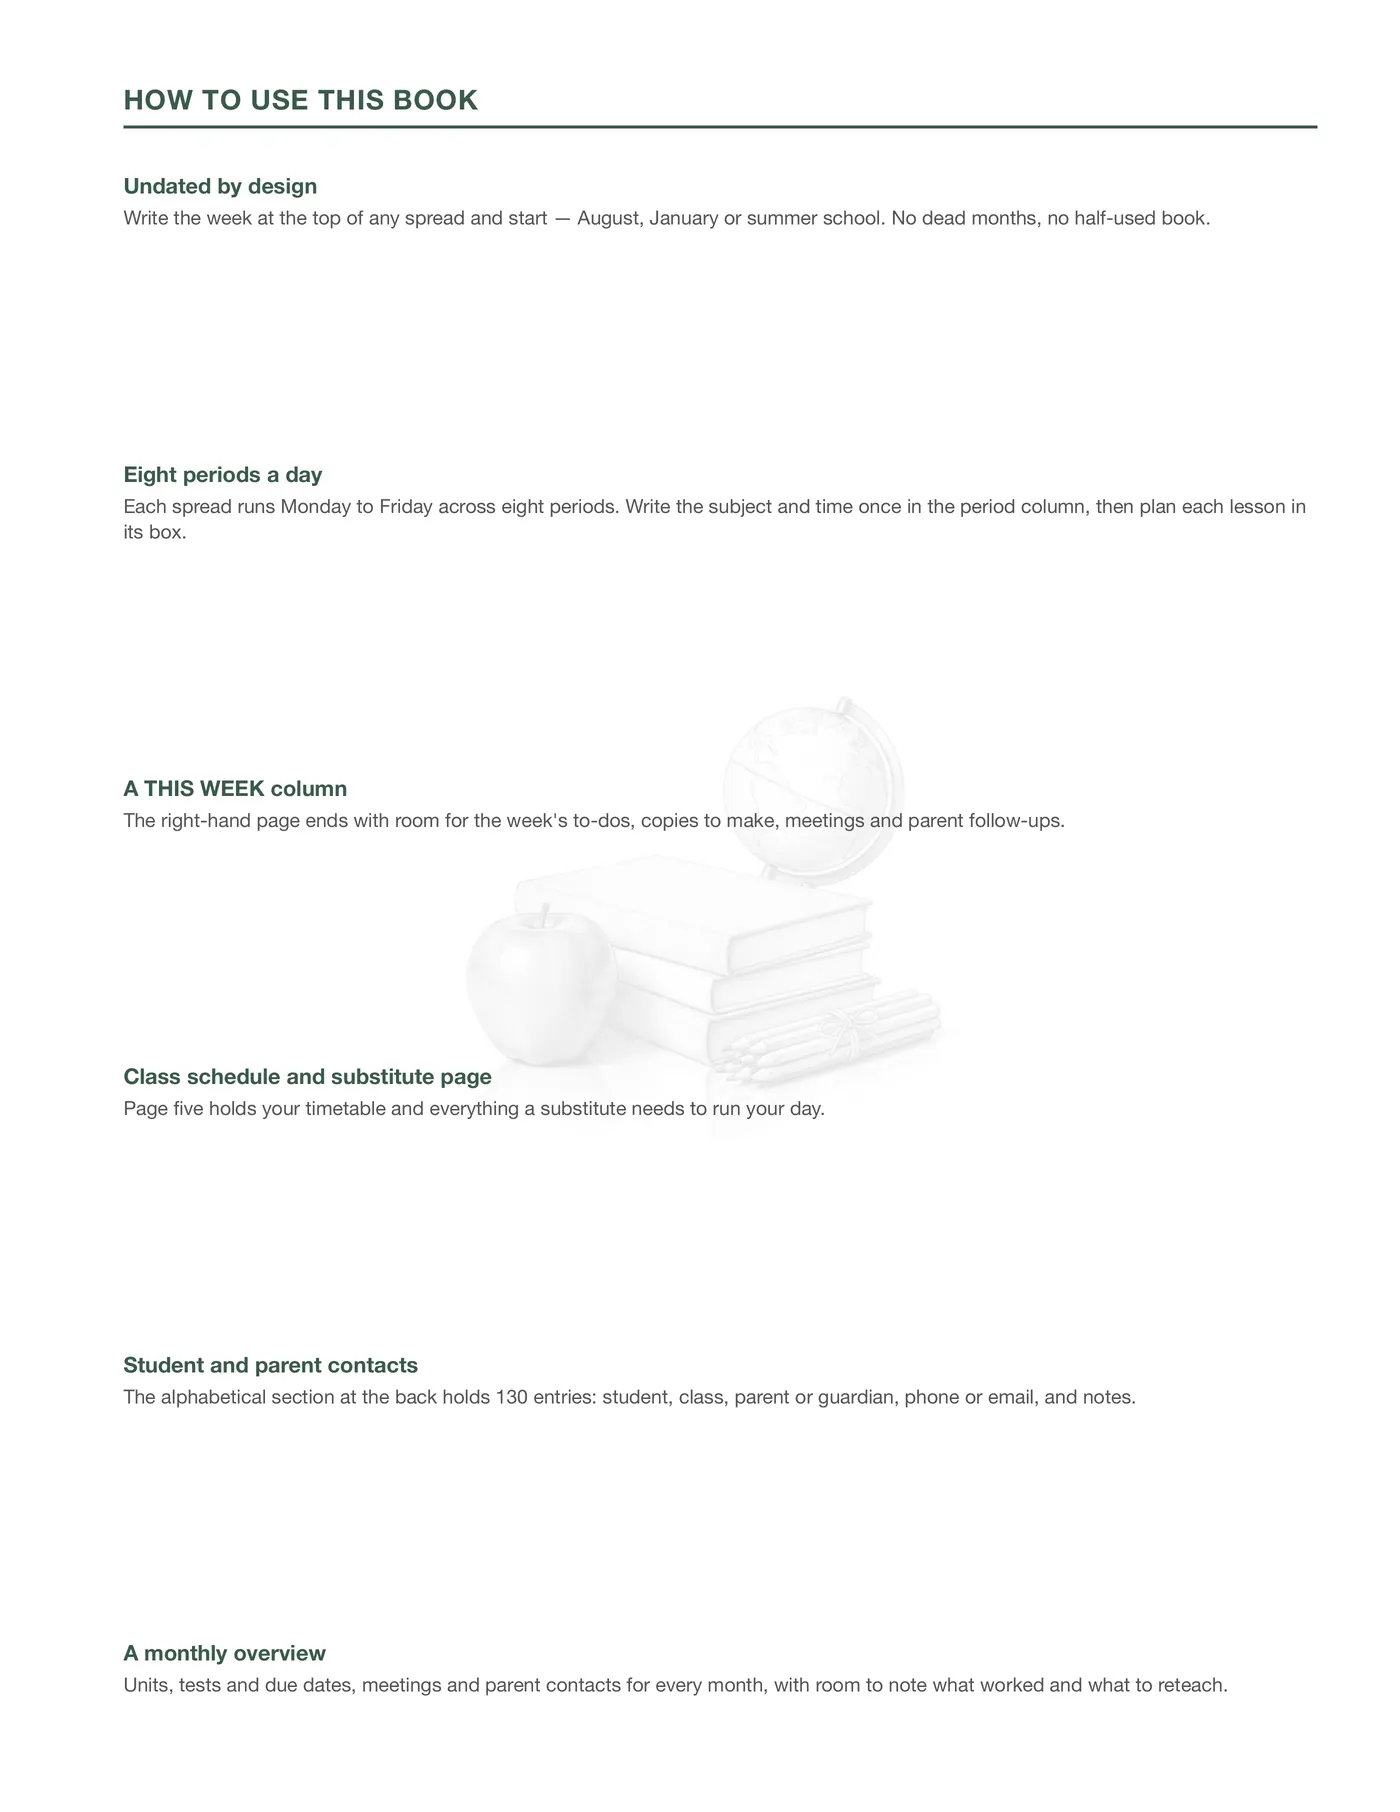 HOW TO USE THIS BOOK
Undated by design
Write the week at the top of any spread and start — August, January or summer school. No dead months, no half-used book.
Eight periods a day
Each spread runs Monday to Friday across eight periods. Write the subject and time once in the period column, then plan each lesson in
its box.
A THIS WEEK column
The right-hand page ends with room for the week's to-dos, copies to make, meetings and parent follow-ups.
Class schedule and substitute page
Page five holds your timetable and everything a substitute needs to run your day.
Student and parent contacts
The alphabetical section at the back holds 130 entries: student, class, parent or guardian, phone or email, and notes.
A monthly overview
Units, tests and due dates, meetings and parent contacts for every month, with room to note what worked and what to reteach.